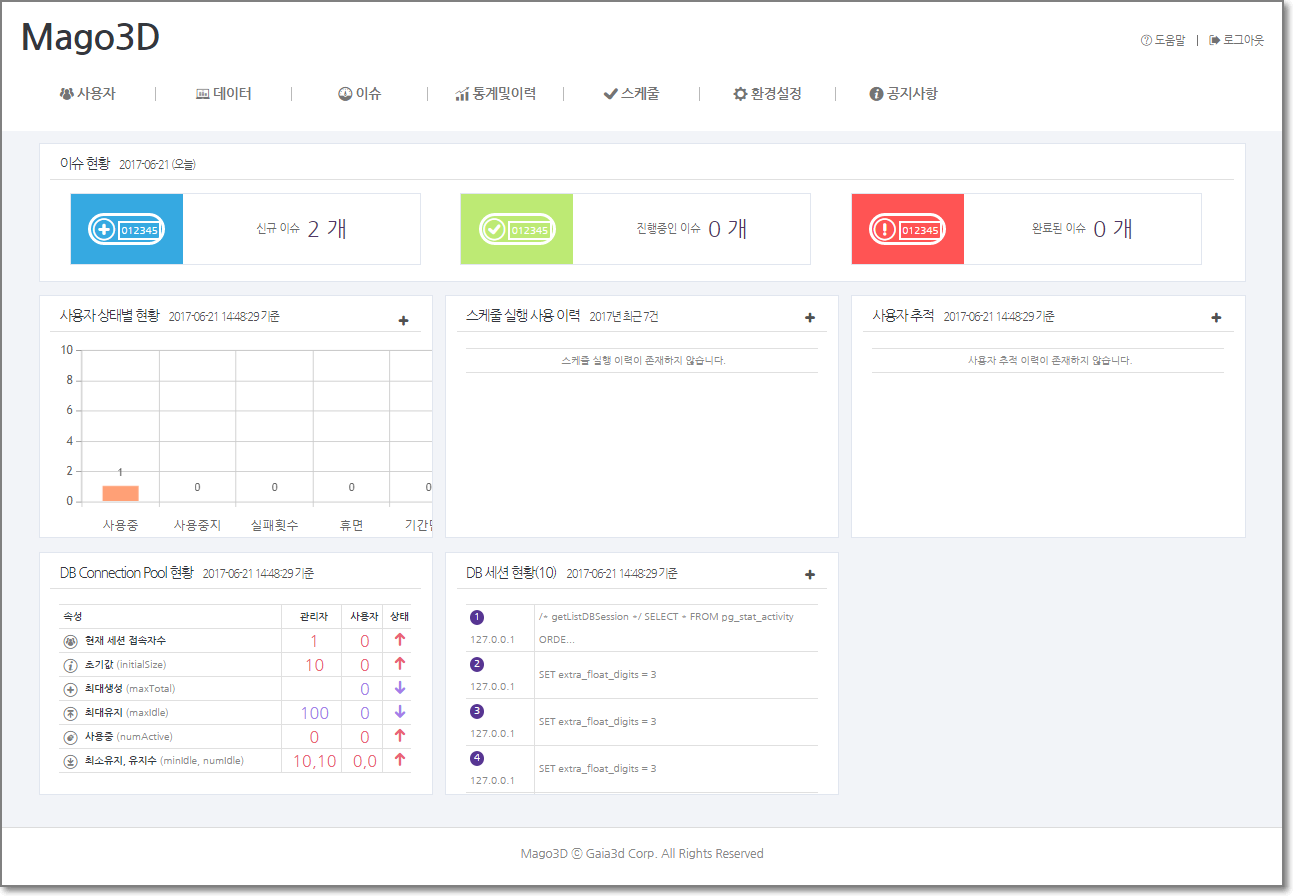 Mago3D
도움말 | 로그아웃
사용자 | 데이터 | 이슈 | 통계및이력 | 스케줄 | 환경설정 | 공지사항
이슈 현황 2017-06-21 (오늘)
012345 신규 이슈 2 개
012345 진행중인 이슈 0 개
012345 완료된 이슈 0 개
사용자 상태별 현황 2017-06-21 14:48:29 기준
10
8
6
4
2
0
1 0 0 0 0
사용중 사용중지 실패횟수 휴면
스케줄 실행 사용 이력 2017년 최근 7건
스케줄 실행 이력이 존재하지 않습니다.
사용자 추적 2017-06-21 14:48:29 기준
사용자 추적 이력이 존재하지 않습니다.
DB Connection Pool 현황 2017-06-21 14:48:29 기준
속성 관리자 사용자 상태
현재 세션 접속자수 1 0
초기값 (initialSize) 10 0
최대생성 (maxTotal) 0
최대유지 (maxIdle) 100 0
사용중 (numActive) 0 0
최소유지, 유지수 (minIdle, numIdle) 10,10 0,0
DB 세션 현황(10) 2017-06-21 14:48:29 기준
1
127.0.0.1
/* getListDBSession */ SELECT * FROM pg_stat_activity
ORDE...
2
127.0.0.1
SET extra_float_digits = 3
3
127.0.0.1
SET extra_float_digits = 3
4
127.0.0.1
SET extra_float_digits = 3
Mago3D ⓒ Gaia3d Corp. All Rights Reserved